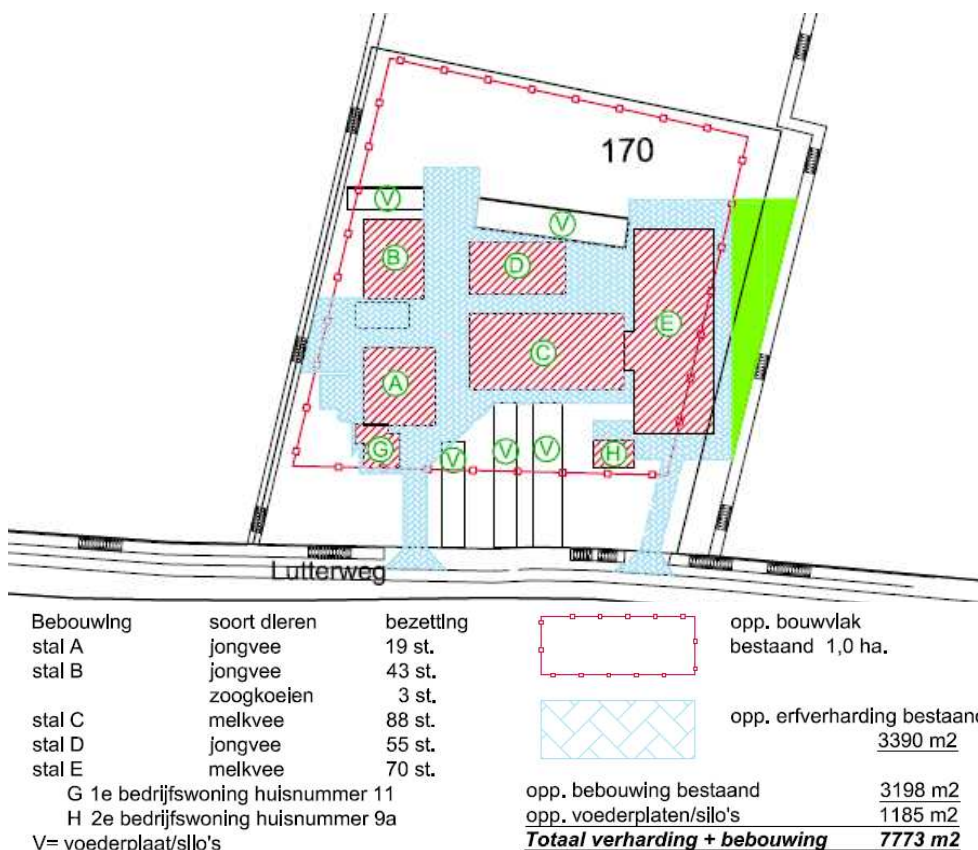 170
V
V
B
D
E
C
A
G
V
V
V
H
Lutterweg
Bebouwing soort dieren bezetting
stal A jongvee 19 st.
stal B jongvee 43 st.
zoogkoeien 3 st.
stal C melkvee 88 st.
stal D jongvee 55 st.
stal E melkvee 70 st.
G 1e bedrijfswoning huisnummer 11
H 2e bedrijfswoning huisnummer 9a
V= voederplaat/silo's
opp. bouwvlak
bestaand 1,0 ha.
opp. erfverharding bestaand
3390 m2
opp. bebouwing bestaand 3198 m2
opp. voederplaten/silo's 1185 m2
Totaal verharding + bebouwing 7773 m2